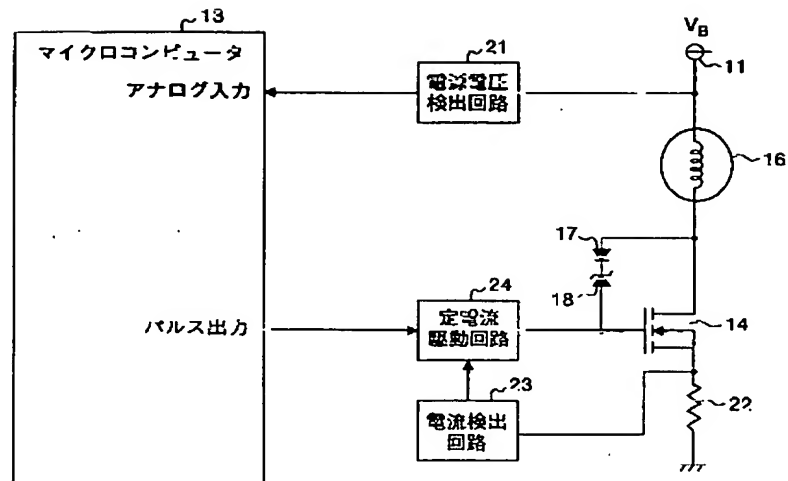 13
マイクロコンピュータ
アナログ入力
21
電源電圧
検出回路
VB
11
16
17
18
24
定電流
駆動回路
パルス出力
14
23
電流検出
回路
22